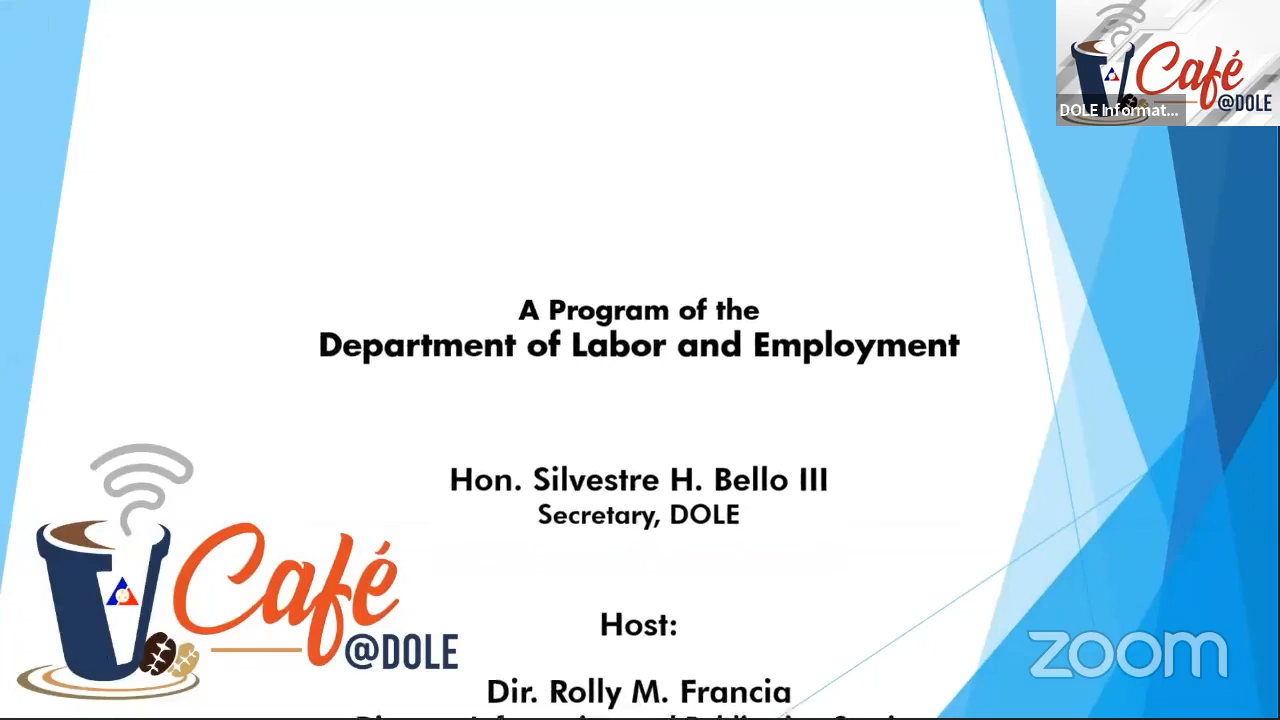 Café
@DOLE
DOLE Informat...
A Program of the
Department of Labor and Employment
Hon. Silvestre H. Bello III
Secretary, DOLE
Host:
Dir. Rolly M. Francia
Café
@DOLE
zoom